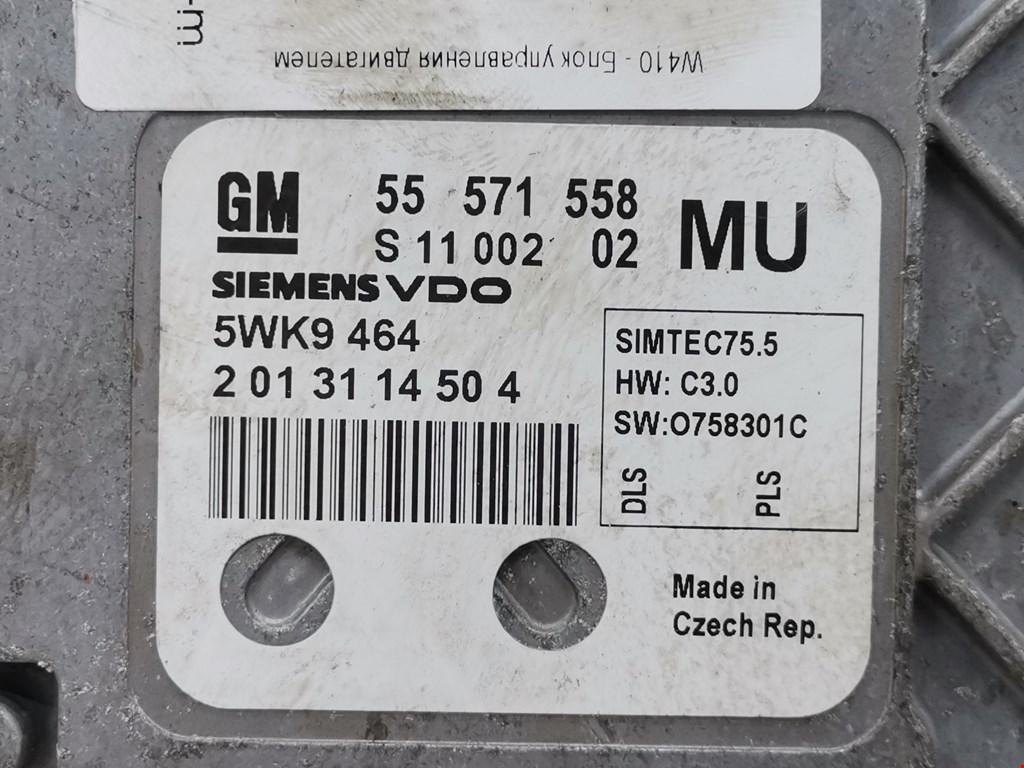 -m
W410 - Блок управления двигателем
GM 55 571 558 MU
S 11 002 02
SIEMENS VDO
5WK9 464
2 01 31 14 50 4
SIMTEC75.5
HW: C3.0
SW:O758301C
DLS PLS
Made in
Czech Rep.